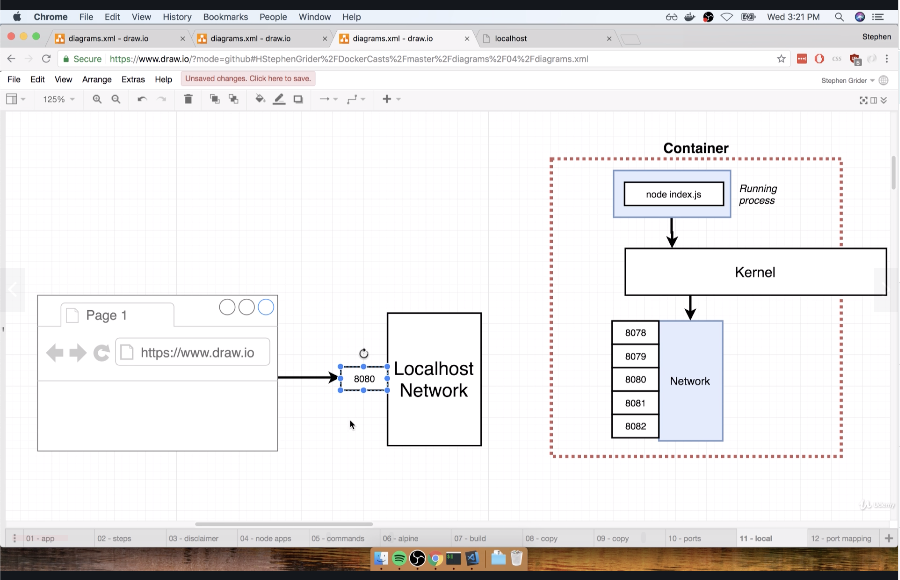 Chrome File Edit View History Bookmarks People Window Help Wed 3:21 PM
diagrams.xml - draw.io diagrams.xml - draw.io diagrams.xml - draw.io localhost Stephen
Secure https://www.draw.io/?mode=github#HStephenGrider%2FDockerCasts%2Fmaster%2Fdiagrams%2F04%2Fdiagrams.xml
File Edit View Arrange Extras Help Unsaved changes. Click here to save. Stephen Grider
125%
Container
node index.js
Running
process
Kernel
Page 1
https://www.draw.io
8080
Localhost
Network
8078
8079
8080
8081
8082
Network
Udemy
01 - app 02 - steps 03 - disclaimer 04 - node apps 05 - commands 06 - alpine 07 - build 08 - copy 09 - copy 10 - ports 11 - local 12 - port mapping